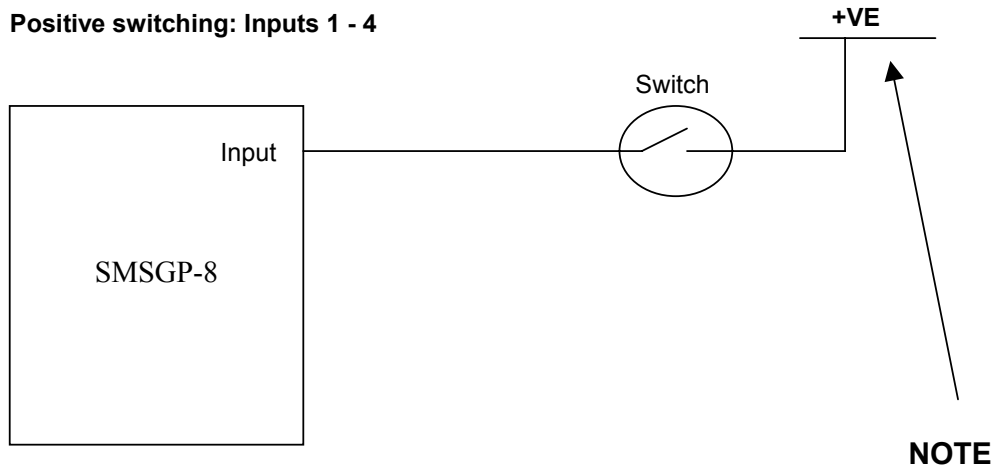 Positive switching: Inputs 1 - 4
+VE
Switch
Input
SMSGP-8
NOTE